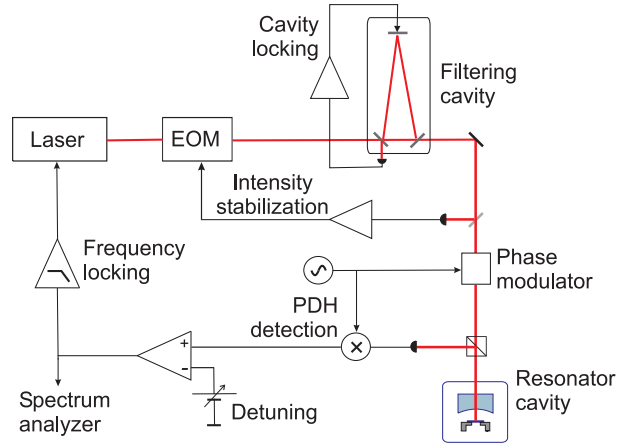 Cavity
locking
Filtering
cavity
Laser
EOM
Intensity
stabilization
Frequency
locking
Phase
modulator
PDH
detection
+
-
Resonator
cavity
Spectrum
analyzer
Detuning